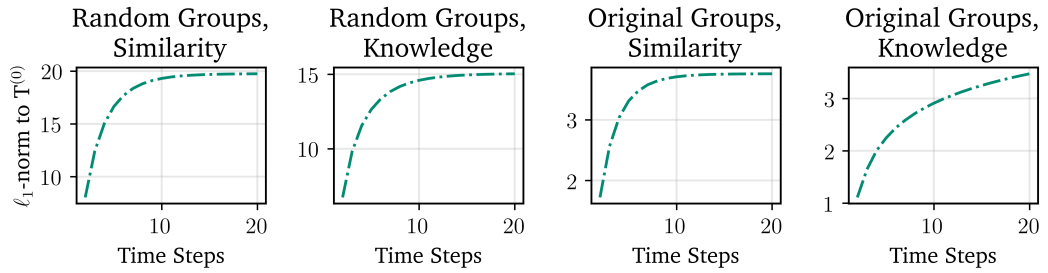 Random Groups,
Similarity
Random Groups,
Knowledge
Original Groups,
Similarity
Original Groups,
Knowledge
ℓ₁-norm to T⁽⁰⁾
20
15
10
10
20
Time Steps
15
10
10
20
Time Steps
3
2
10
20
Time Steps
3
2
1
10
20
Time Steps